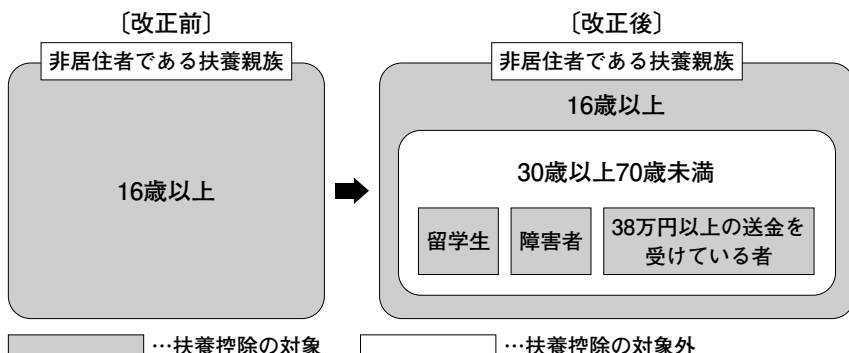 〔改正前〕
非居住者である扶養親族
16歳以上
〔改正後〕
非居住者である扶養親族
16歳以上
30歳以上70歳未満
留学生
障害者
38万円以上の送金を
受けている者
…扶養控除の対象
…扶養控除の対象外